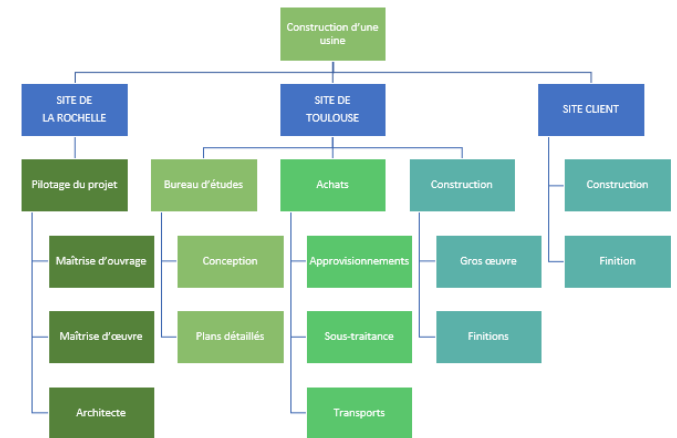 Construction d'une
usine
SITE DE
LA ROCHELLE
SITE DE
TOULOUSE
SITE CLIENT
Pilotage du projet
Bureau d'études
Achats
Construction
Construction
Maîtrise d'ouvrage
Conception
Approvisionnements
Gros œuvre
Finition
Maîtrise d'œuvre
Plans détaillés
Sous-traitance
Finitions
Architecte
Transports